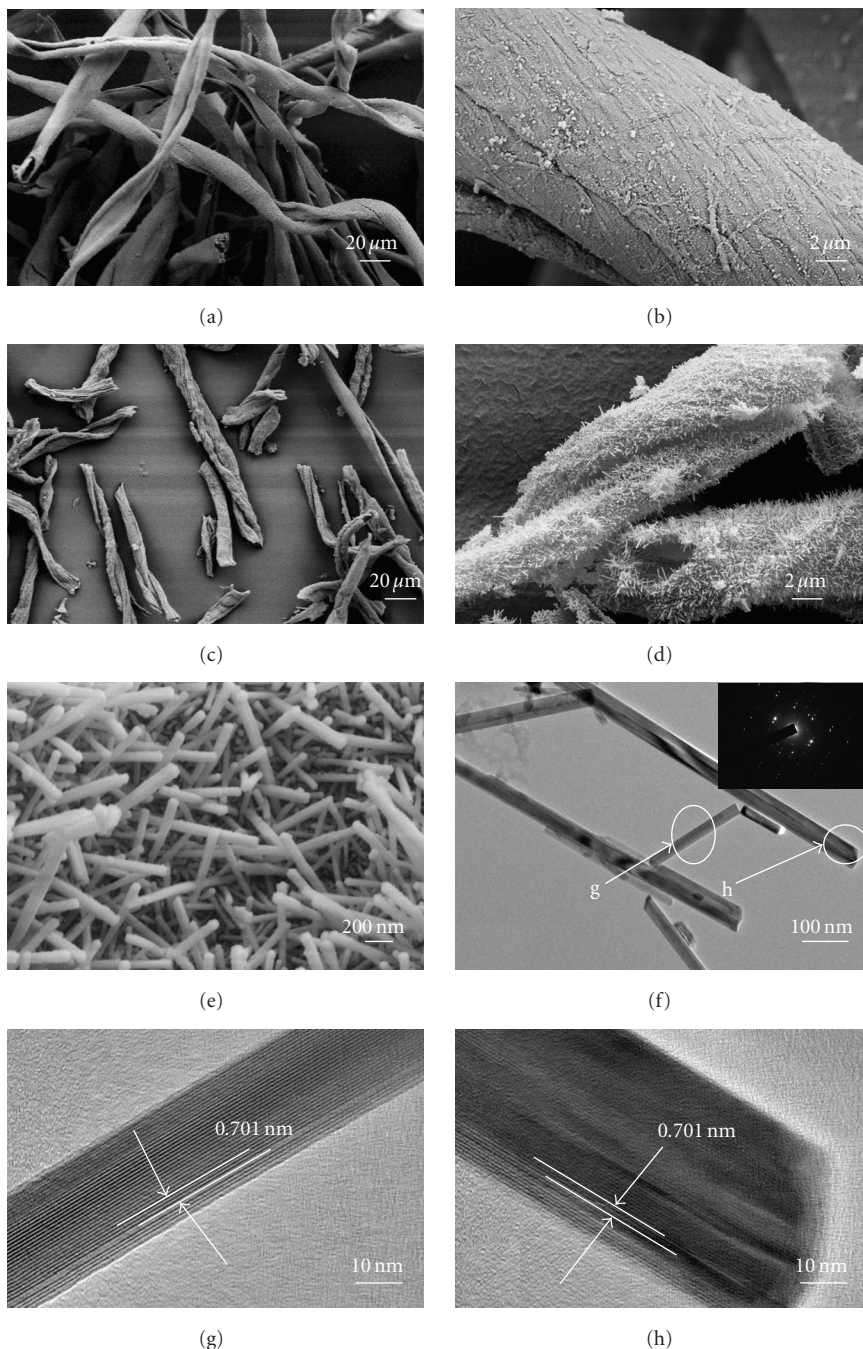 20 μm
2 μm
(a)
(b)
20 μm
2 μm
(c)
(d)
200 nm
g
h
100 nm
(e)
(f)
0.701 nm
10 nm
0.701 nm
10 nm
(g)
(h)